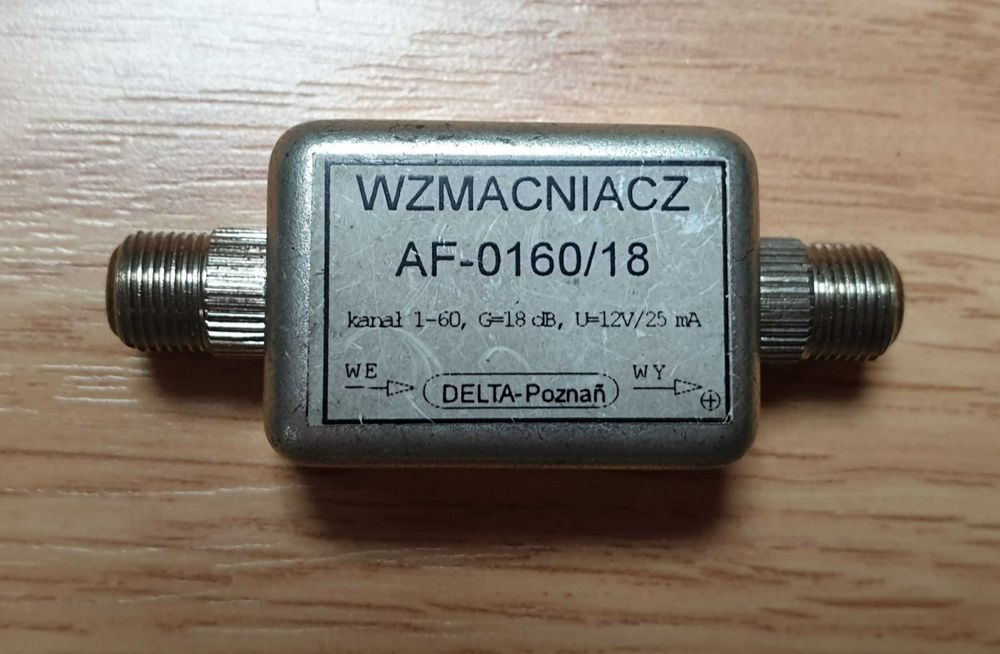 WZMACNIACZ
AF-0160/18
kanał 1-60, G=18 dB, U=12V/25 mA
WE DELTA-Poznań WY